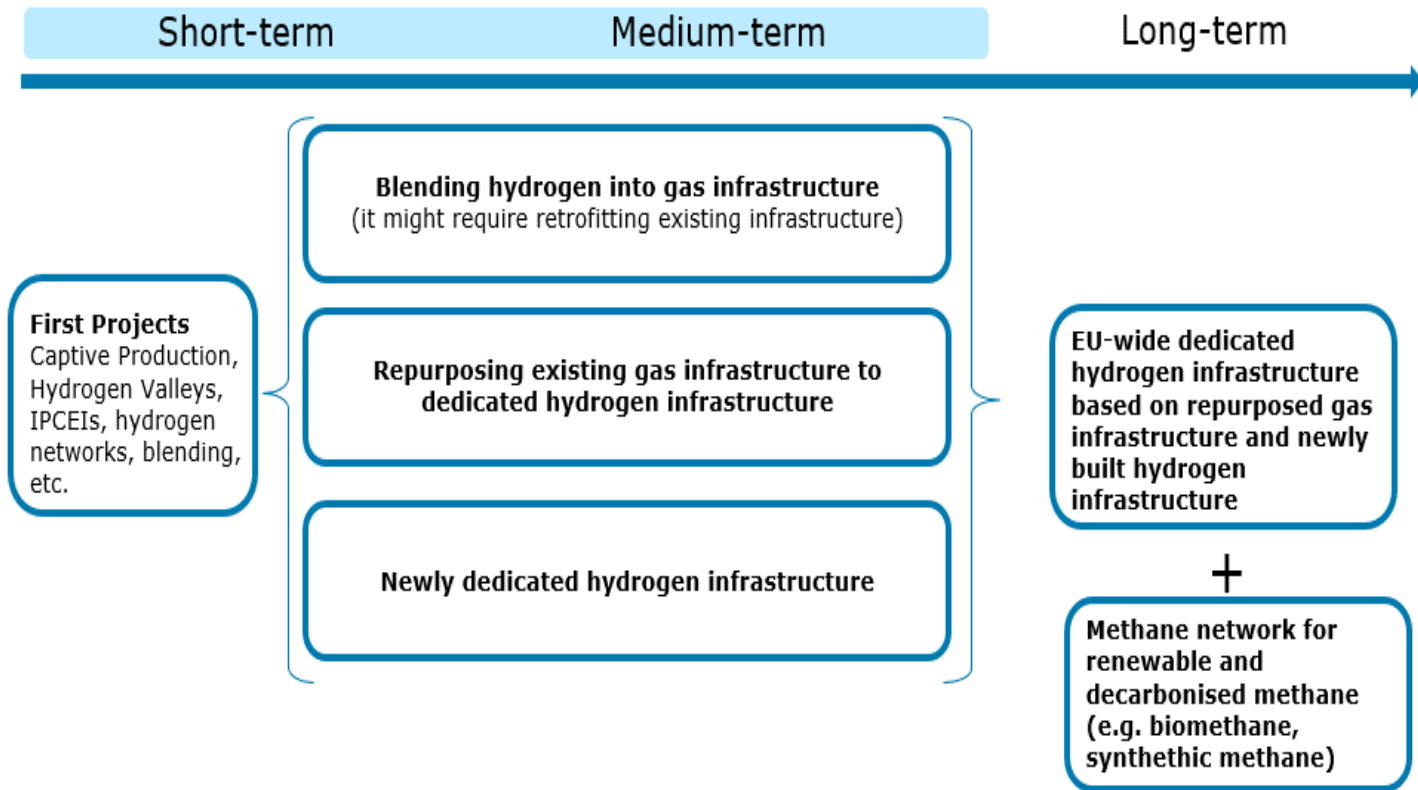 Short-term
Medium-term
Long-term
Blending hydrogen into gas infrastructure
(it might require retrofitting existing infrastructure)
First Projects
Captive Production,
Hydrogen Valleys,
IPCEIs, hydrogen
networks, blending,
etc.
Repurposing existing gas infrastructure to
dedicated hydrogen infrastructure
Newly dedicated hydrogen infrastructure
EU-wide dedicated
hydrogen infrastructure
based on repurposed gas
infrastructure and newly
built hydrogen
infrastructure
+
Methane network for
renewable and
decarbonised methane
(e.g. biomethane,
synthethic methane)